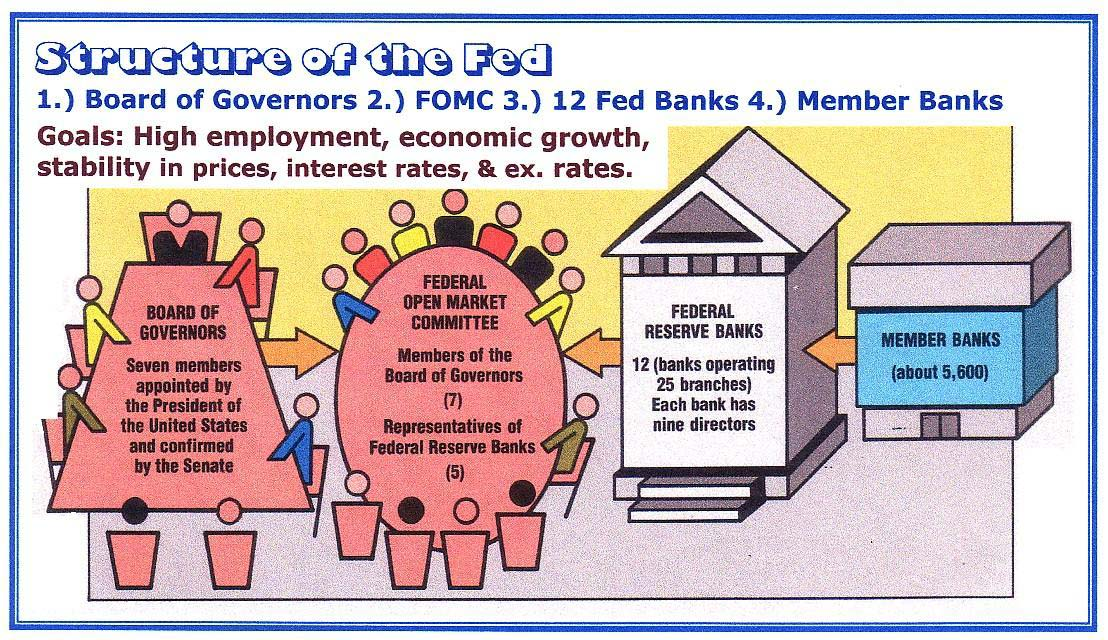 Structure of the Fed
1.) Board of Governors 2.) FOMC 3.) 12 Fed Banks 4.) Member Banks
Goals: High employment, economic growth,
stability in prices, interest rates, & ex. rates.
BOARD OF
GOVERNORS
Seven members
appointed by
the President of
the United States
and confirmed
by the Senate
FEDERAL
OPEN MARKET
COMMITTEE
Members of the
Board of Governors
(7)
Representatives of
Federal Reserve Banks
(5)
FEDERAL
RESERVE BANKS
12 (banks operating
25 branches)
Each bank has
nine directors
MEMBER BANKS
(about 5,600)